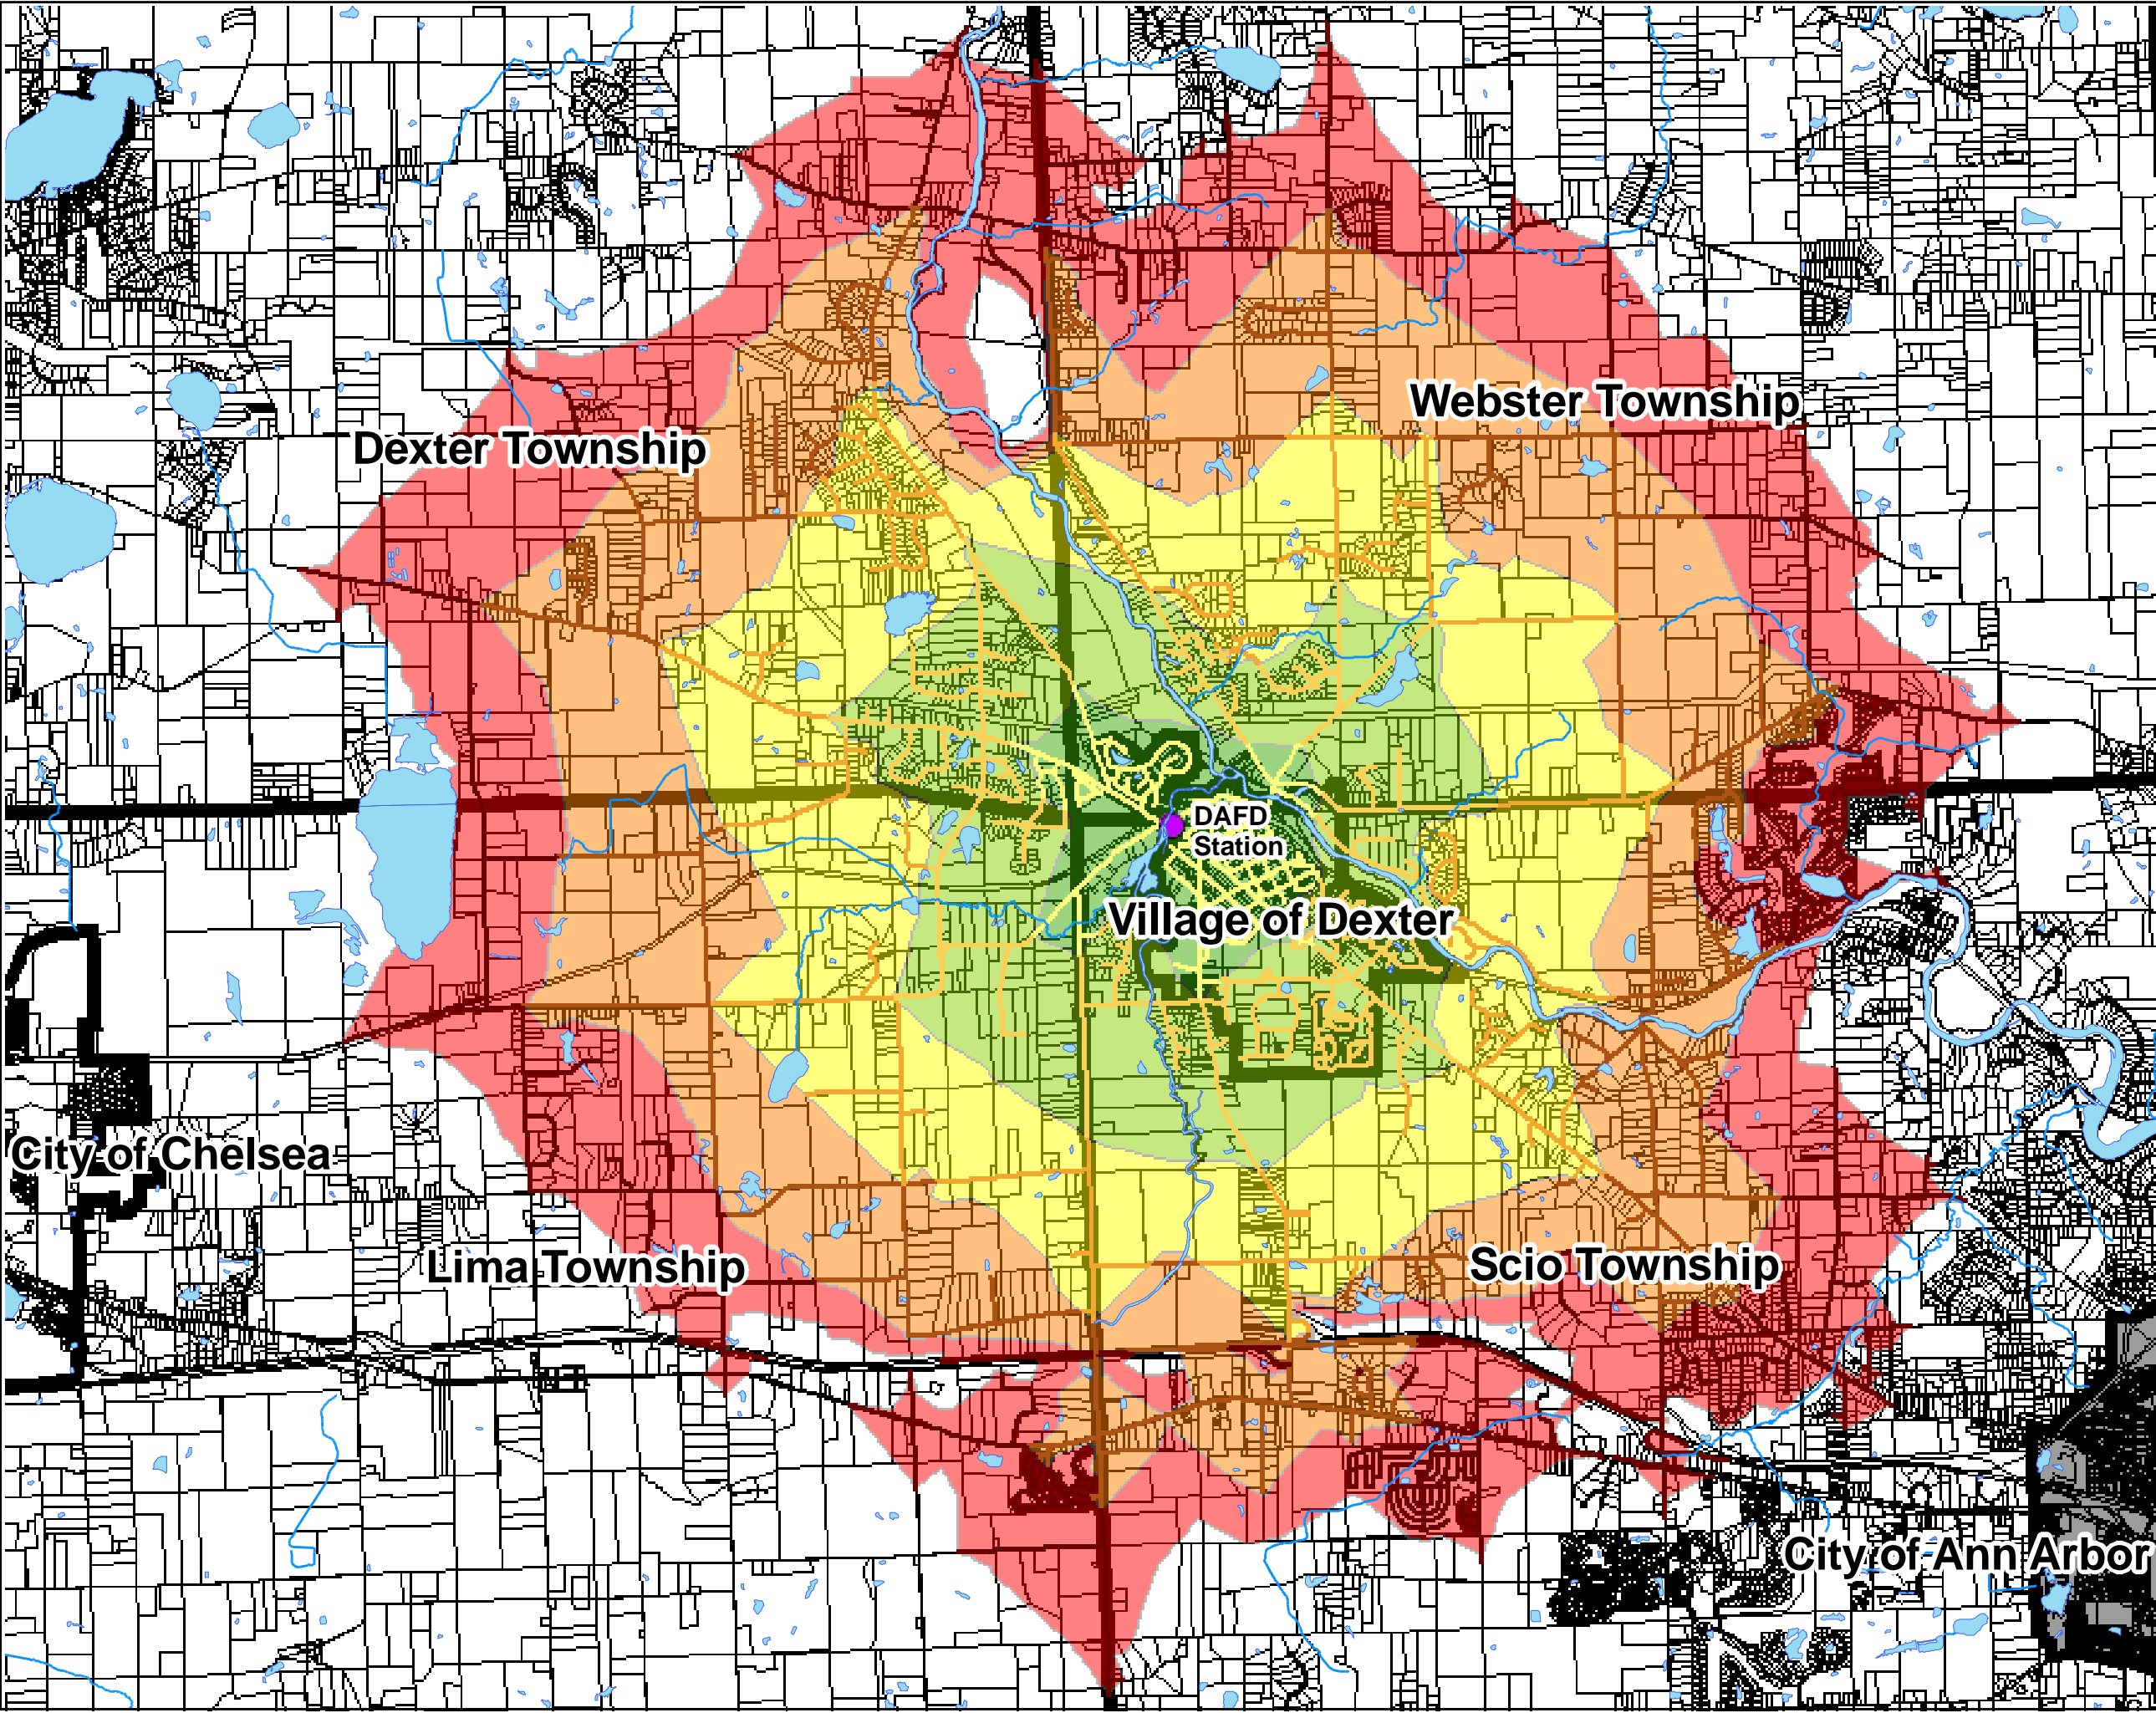 Webster Township
Dexter Township
DAFD
Station
Village of Dexter
City of Chelsea
Lima Township
Scio Township
City of Ann Arbor